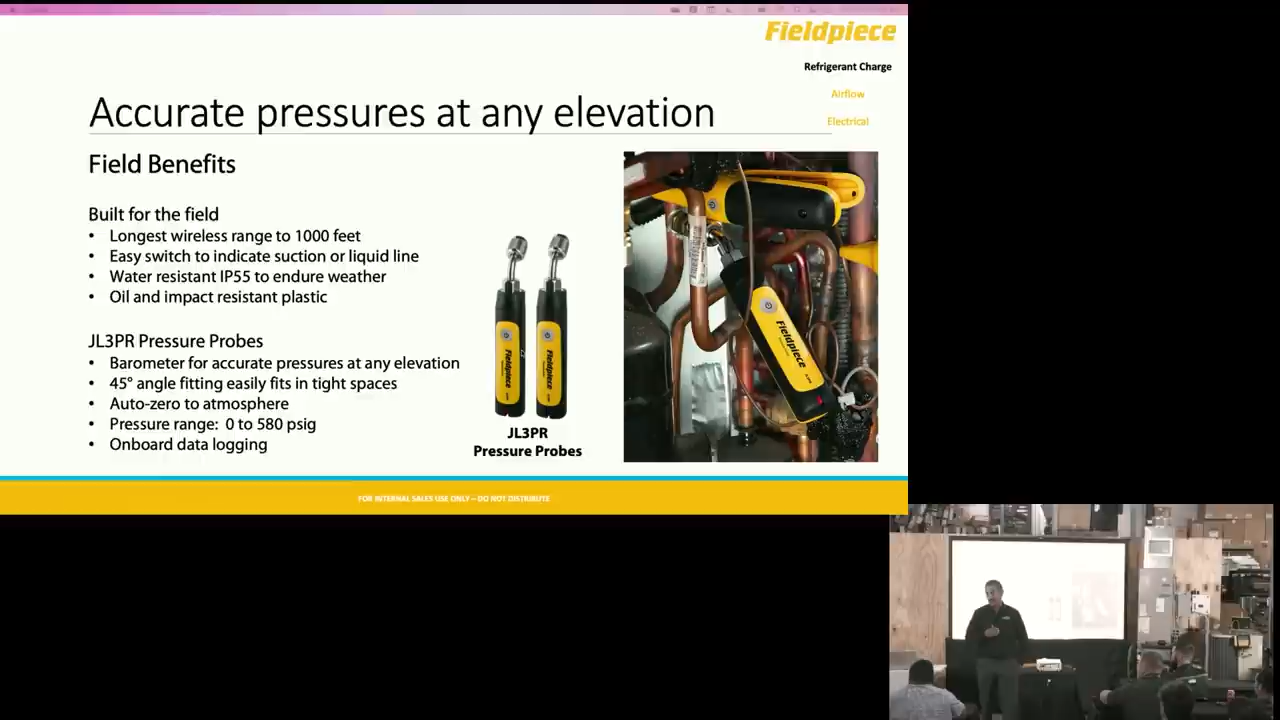 Fieldpiece
Refrigerant Charge
Airflow
Electrical
Accurate pressures at any elevation
Field Benefits
Built for the field
• Longest wireless range to 1000 feet
• Easy switch to indicate suction or liquid line
• Water resistant IP55 to endure weather
• Oil and impact resistant plastic
JL3PR Pressure Probes
• Barometer for accurate pressures at any elevation
• 45° angle fitting easily fits in tight spaces
• Auto-zero to atmosphere
• Pressure range: 0 to 580 psig
• Onboard data logging
Fieldpiece
Fieldpiece
JL3PR
Pressure Probes
Fieldpiece
FOR INTERNAL SALES USE ONLY – DO NOT DISTRIBUTE